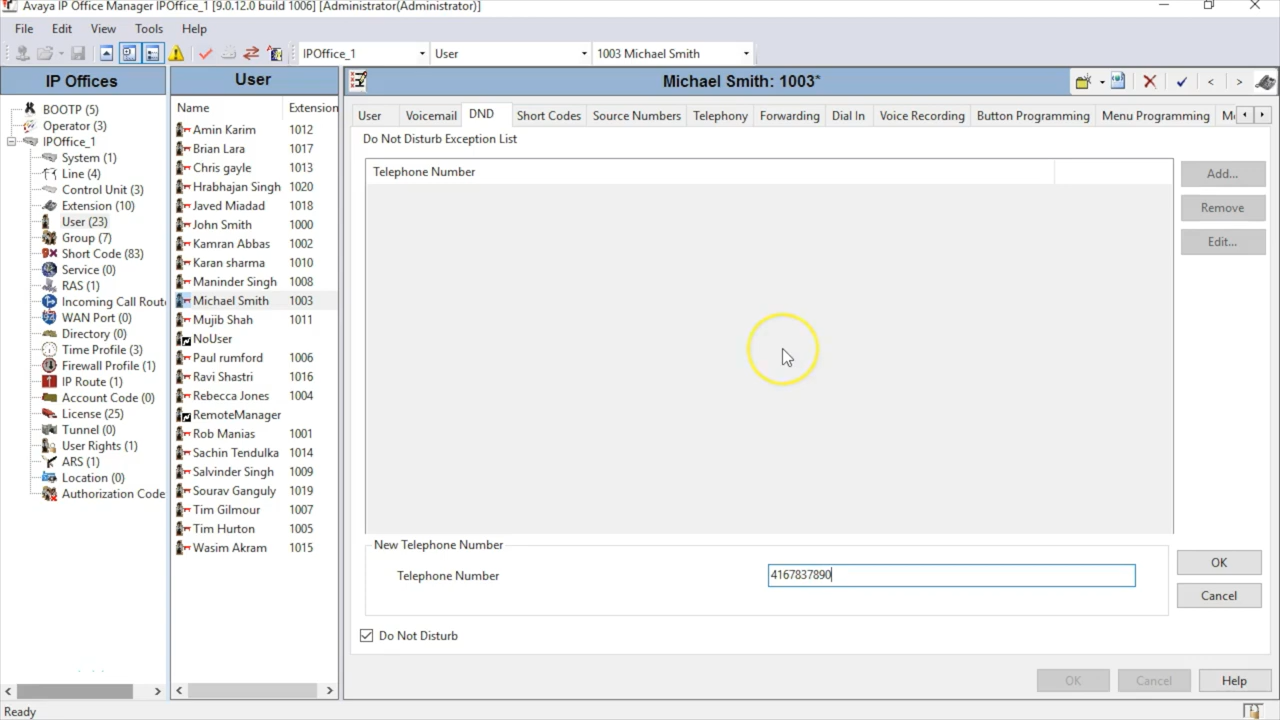 Avaya IP Office Manager IPOffice_1 [9.0.12.0 build 1006] [Administrator(Administrator)]
File Edit View Tools Help
IPOffice_1 User 1003 Michael Smith
IP Offices
BOOTP (5)
Operator (3)
IPOffice_1
System (1)
Line (4)
Control Unit (3)
Extension (10)
User (23)
Group (7)
Short Code (83)
Service (0)
RAS (1)
Incoming Call Rout
WAN Port (0)
Directory (0)
Time Profile (3)
Firewall Profile (1)
IP Route (1)
Account Code (0)
License (25)
Tunnel (0)
User Rights (1)
ARS (1)
Location (0)
Authorization Code
User
Name Extension
Amin Karim 1012
Brian Lara 1017
Chris gayle 1013
Hrabhajan Singh 1020
Javed Miadad 1018
John Smith 1000
Kamran Abbas 1002
Karan sharma 1010
Maninder Singh 1008
Michael Smith 1003
Mujib Shah 1011
NoUser
Paul rumford 1006
Ravi Shastri 1016
Rebecca Jones 1004
RemoteManager
Rob Manias 1001
Sachin Tendulka 1014
Salvinder Singh 1009
Sourav Ganguly 1019
Tim Gilmour 1007
Tim Hurton 1005
Wasim Akram 1015
Michael Smith: 1003*
User Voicemail DND Short Codes Source Numbers Telephony Forwarding Dial In Voice Recording Button Programming Menu Programming
Do Not Disturb Exception List
Telephone Number
Add...
Remove
Edit...
New Telephone Number
Telephone Number 4167837890
OK
Cancel
Do Not Disturb
OK Cancel Help
Ready